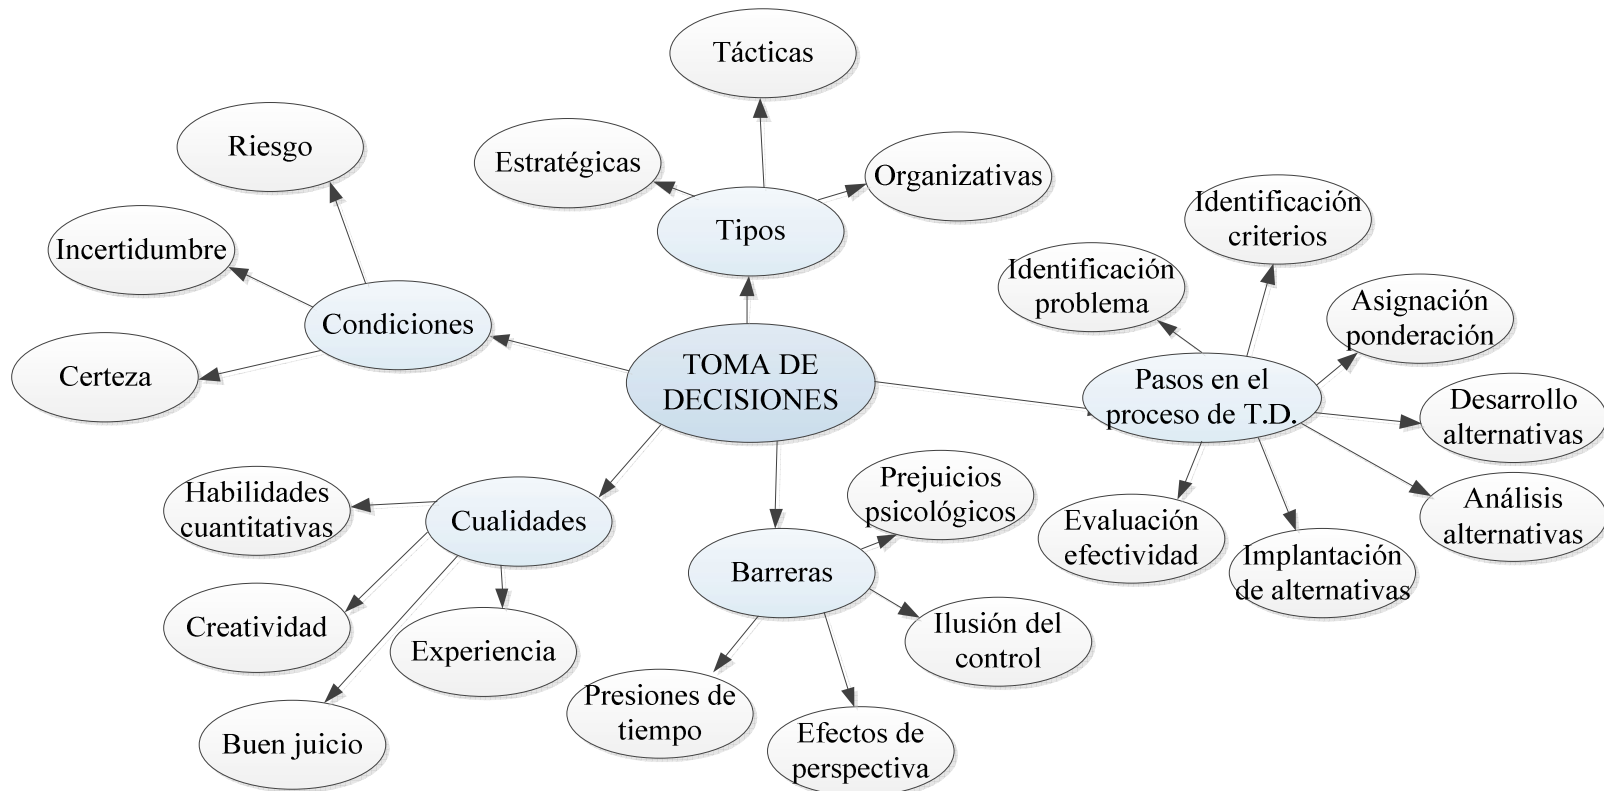 Tácticas
Estratégicas
Organizativas
Tipos
Riesgo
Incertidumbre
Certeza
Condiciones
TOMA DE
DECISIONES
Identificación
problema
Identificación
criterios
Asignación
ponderación
Desarrollo
alternativas
Análisis
alternativas
Implantación
de alternativas
Evaluación
efectividad
Pasos en el
proceso de T.D.
Cualidades
Habilidades
cuantitativas
Creatividad
Buen juicio
Experiencia
Barreras
Prejuicios
psicológicos
Ilusión del
control
Efectos de
perspectiva
Presiones de
tiempo